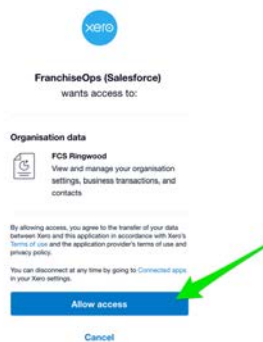 xero
FranchiseOps (Salesforce)
wants access to:
Organisation data
FCS Ringwood
View and manage your organisation
settings, business transactions, and
contacts
By allowing access, you agree to the transfer of your data
between Xero and this application in accordance with Xero's
Terms of use and the application provider's terms of use and
privacy policy.
You can disconnect at any time by going to Connected apps
in your Xero settings.
Allow access
Cancel